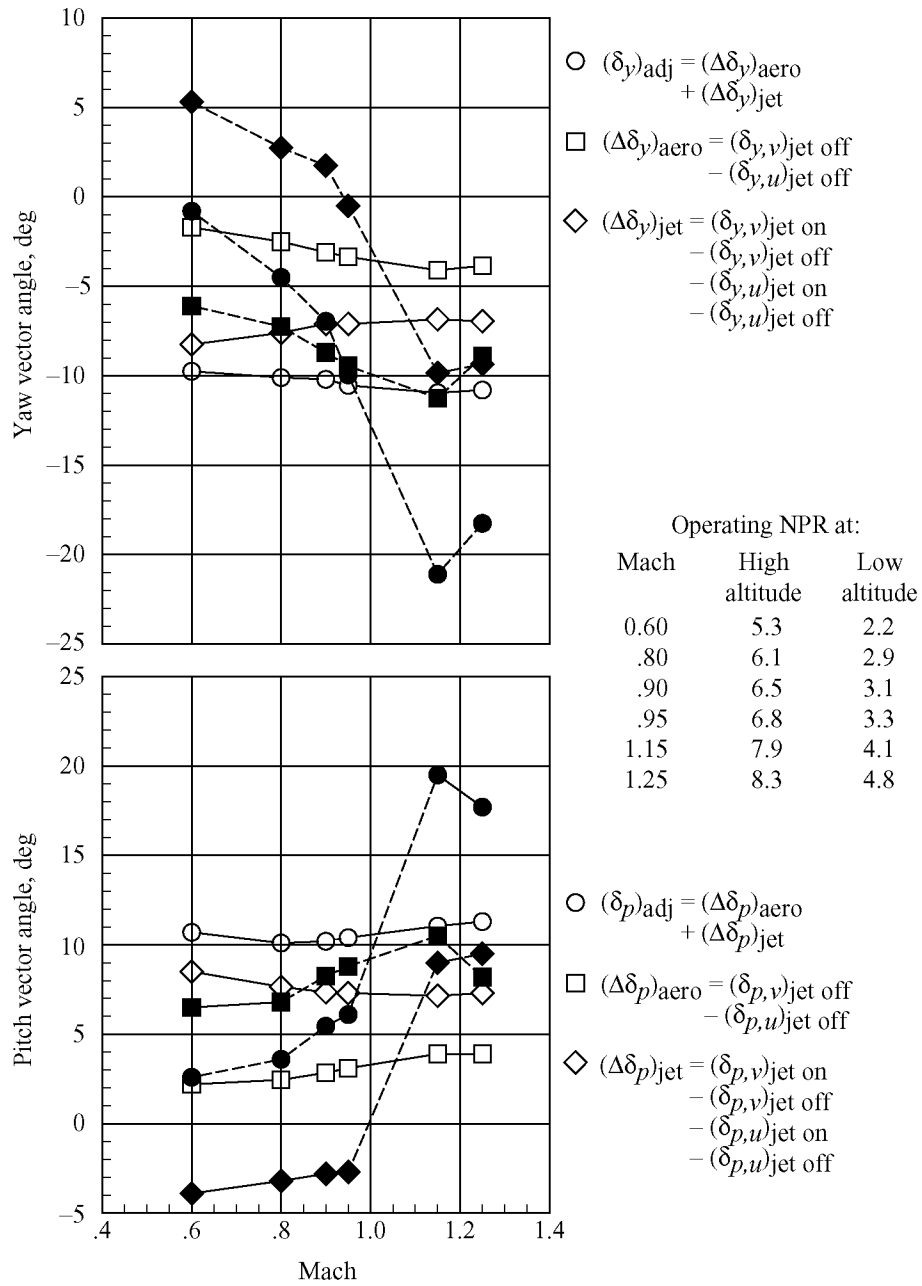 10
5
0
–5
–10
–15
–20
–25
Yaw vector angle, deg
(δy)adj = (Δδy)aero
+ (Δδy)jet
(Δδy)aero = (δy,v)jet off
– (δy,u)jet off
(Δδy)jet = (δy,v)jet on
– (δy,v)jet off
– (δy,u)jet on
– (δy,u)jet off
Operating NPR at:
Mach High Low
altitude altitude
0.60 5.3 2.2
.80 6.1 2.9
.90 6.5 3.1
.95 6.8 3.3
1.15 7.9 4.1
1.25 8.3 4.8
25
20
15
10
5
0
–5
Pitch vector angle, deg
.4 .6 .8 1.0 1.2 1.4
Mach
(δp)adj = (Δδp)aero
+ (Δδp)jet
(Δδp)aero = (δp,v)jet off
– (δp,u)jet off
(Δδp)jet = (δp,v)jet on
– (δp,v)jet off
– (δp,u)jet on
– (δp,u)jet off